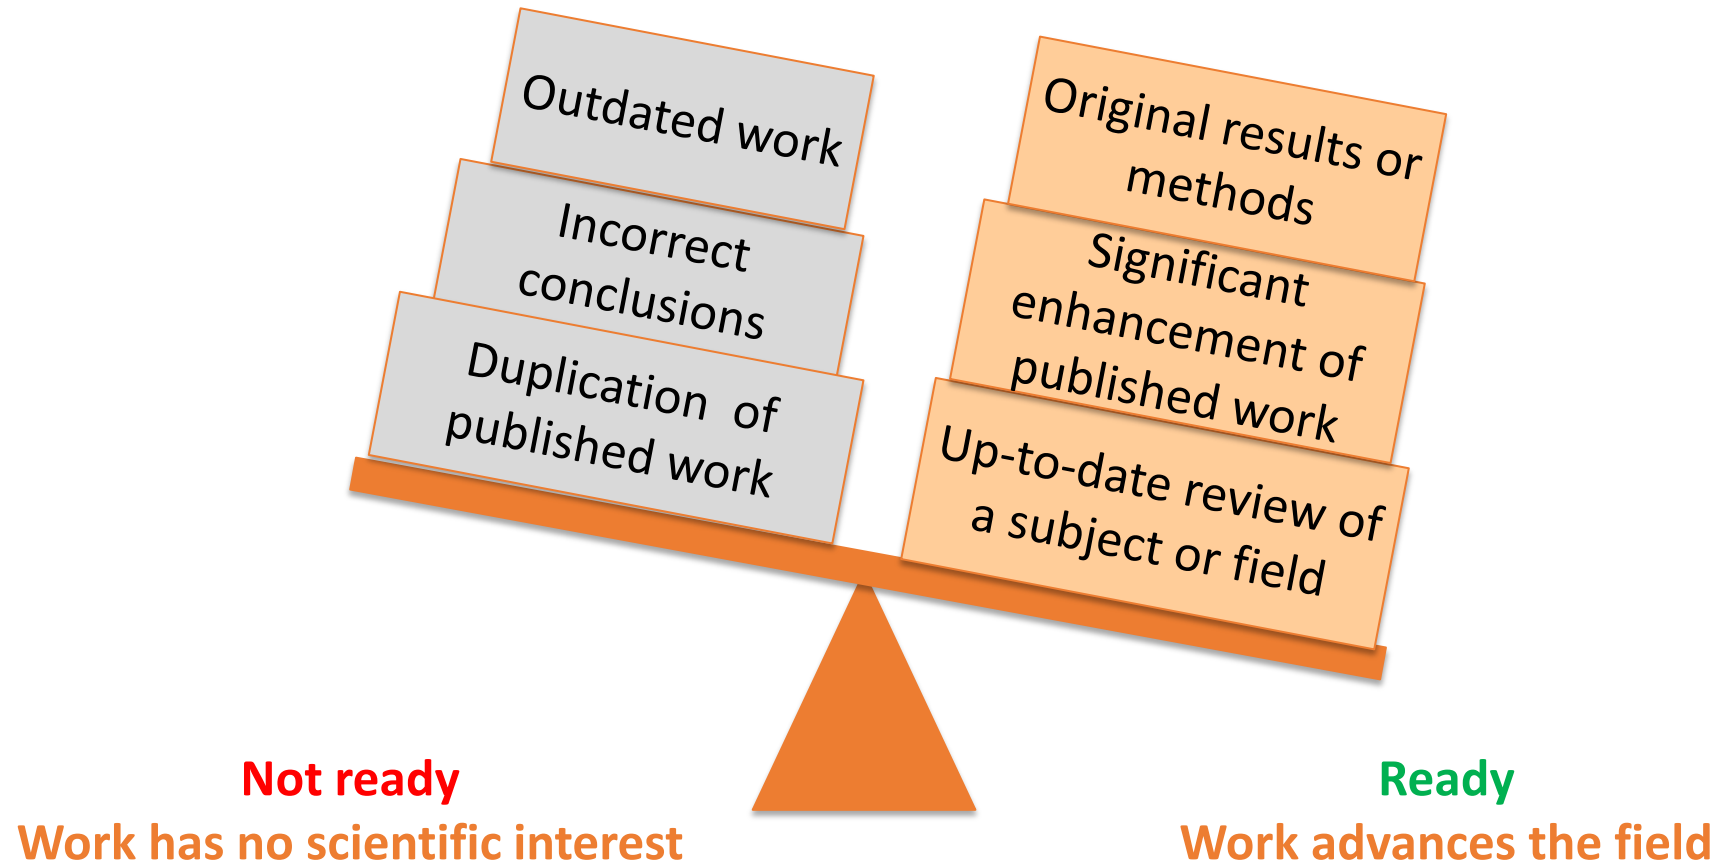 Outdated work
Incorrect
conclusions
Duplication  of
published work
Original results or
methods
Significant
enhancement of
published work
Up-to-date review of
a subject or field
Not ready
Work has no scientific interest
Ready
Work advances the field